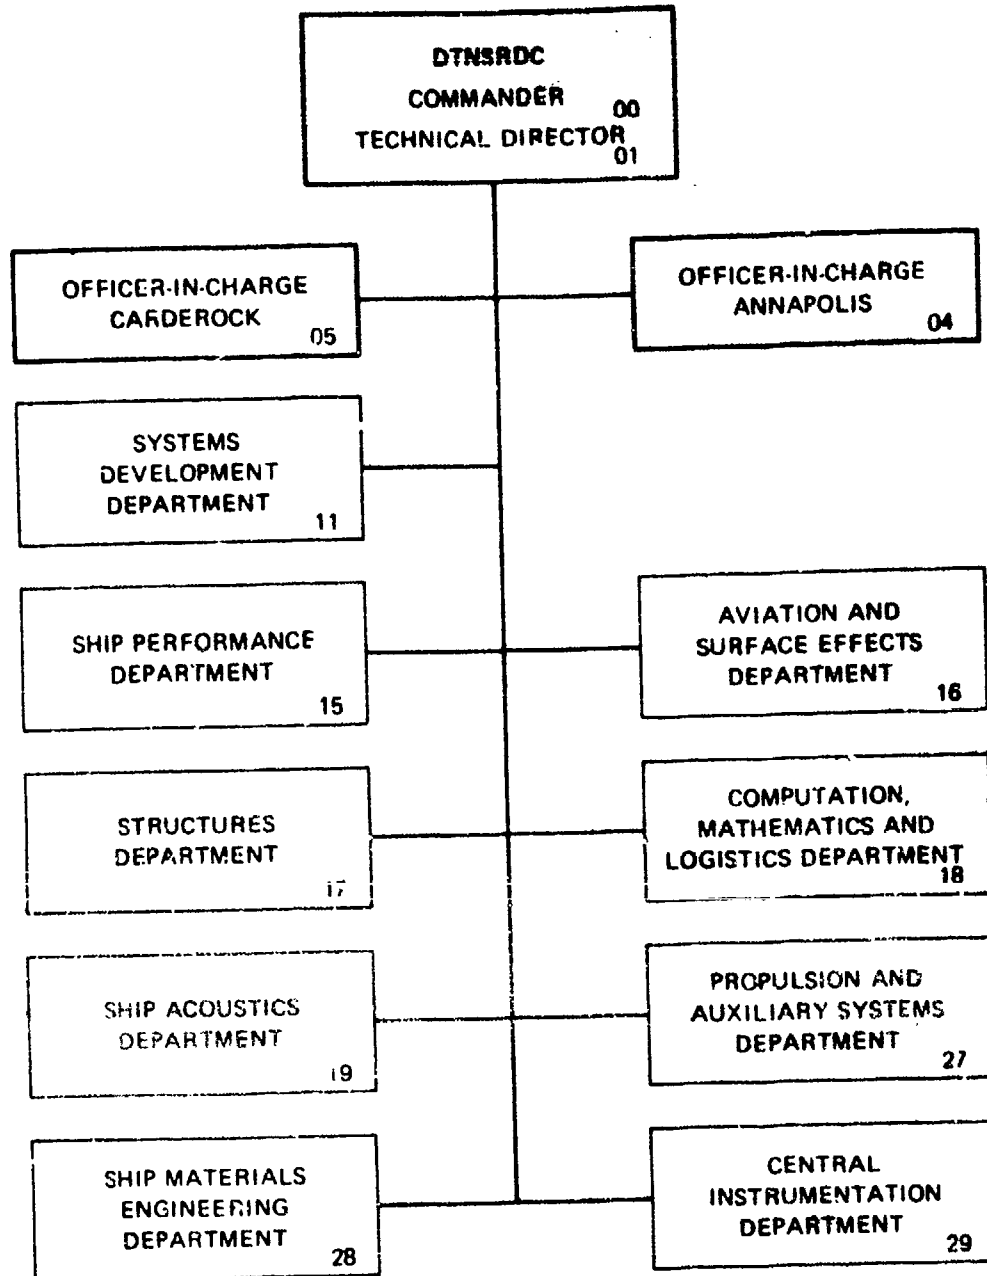 DTNSRDC
COMMANDER 00
TECHNICAL DIRECTOR 01
OFFICER-IN-CHARGE
CARDEROCK
05
OFFICER-IN-CHARGE
ANNAPOLIS
04
SYSTEMS
DEVELOPMENT
DEPARTMENT
11
SHIP PERFORMANCE
DEPARTMENT
15
AVIATION AND
SURFACE EFFECTS
DEPARTMENT
16
STRUCTURES
DEPARTMENT
17
COMPUTATION,
MATHEMATICS AND
LOGISTICS DEPARTMENT
18
SHIP ACOUSTICS
DEPARTMENT
19
PROPULSION AND
AUXILIARY SYSTEMS
DEPARTMENT
27
SHIP MATERIALS
ENGINEERING
DEPARTMENT
28
CENTRAL
INSTRUMENTATION
DEPARTMENT
29